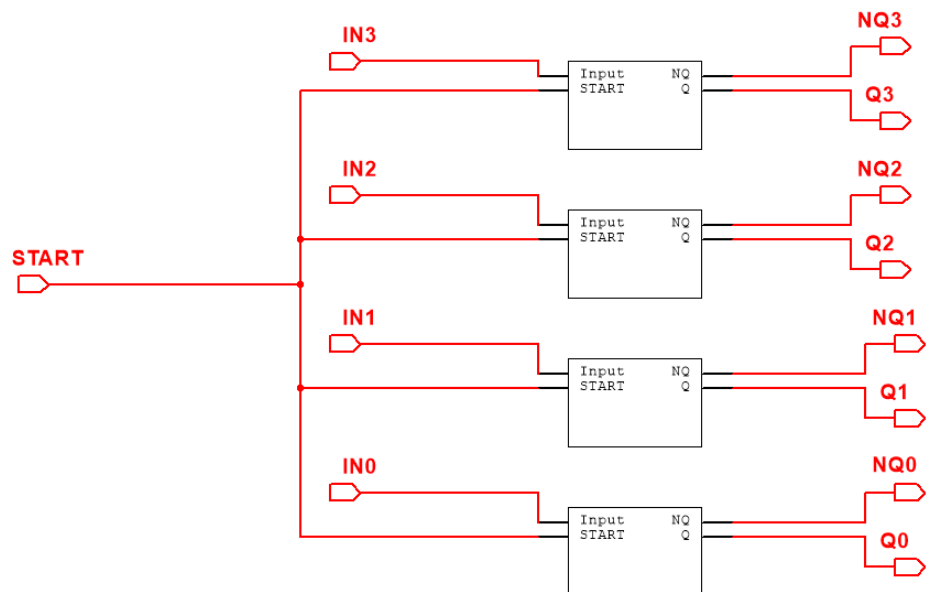 NQ3
IN3
Input NQ
START Q
Q3
NQ2
IN2
Input NQ
START Q
Q2
START
NQ1
IN1
Input NQ
START Q
Q1
NQ0
IN0
Input NQ
START Q
Q0